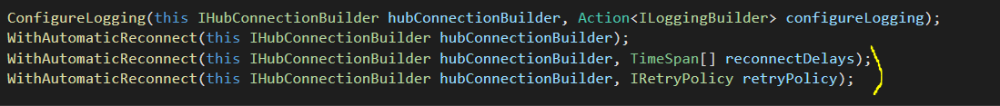 ConfigureLogging(this IHubConnectionBuilder hubConnectionBuilder, Action<ILoggingBuilder> configureLogging);
WithAutomaticReconnect(this IHubConnectionBuilder hubConnectionBuilder);
WithAutomaticReconnect(this IHubConnectionBuilder hubConnectionBuilder, TimeSpan[] reconnectDelays);
WithAutomaticReconnect(this IHubConnectionBuilder hubConnectionBuilder, IRetryPolicy retryPolicy);